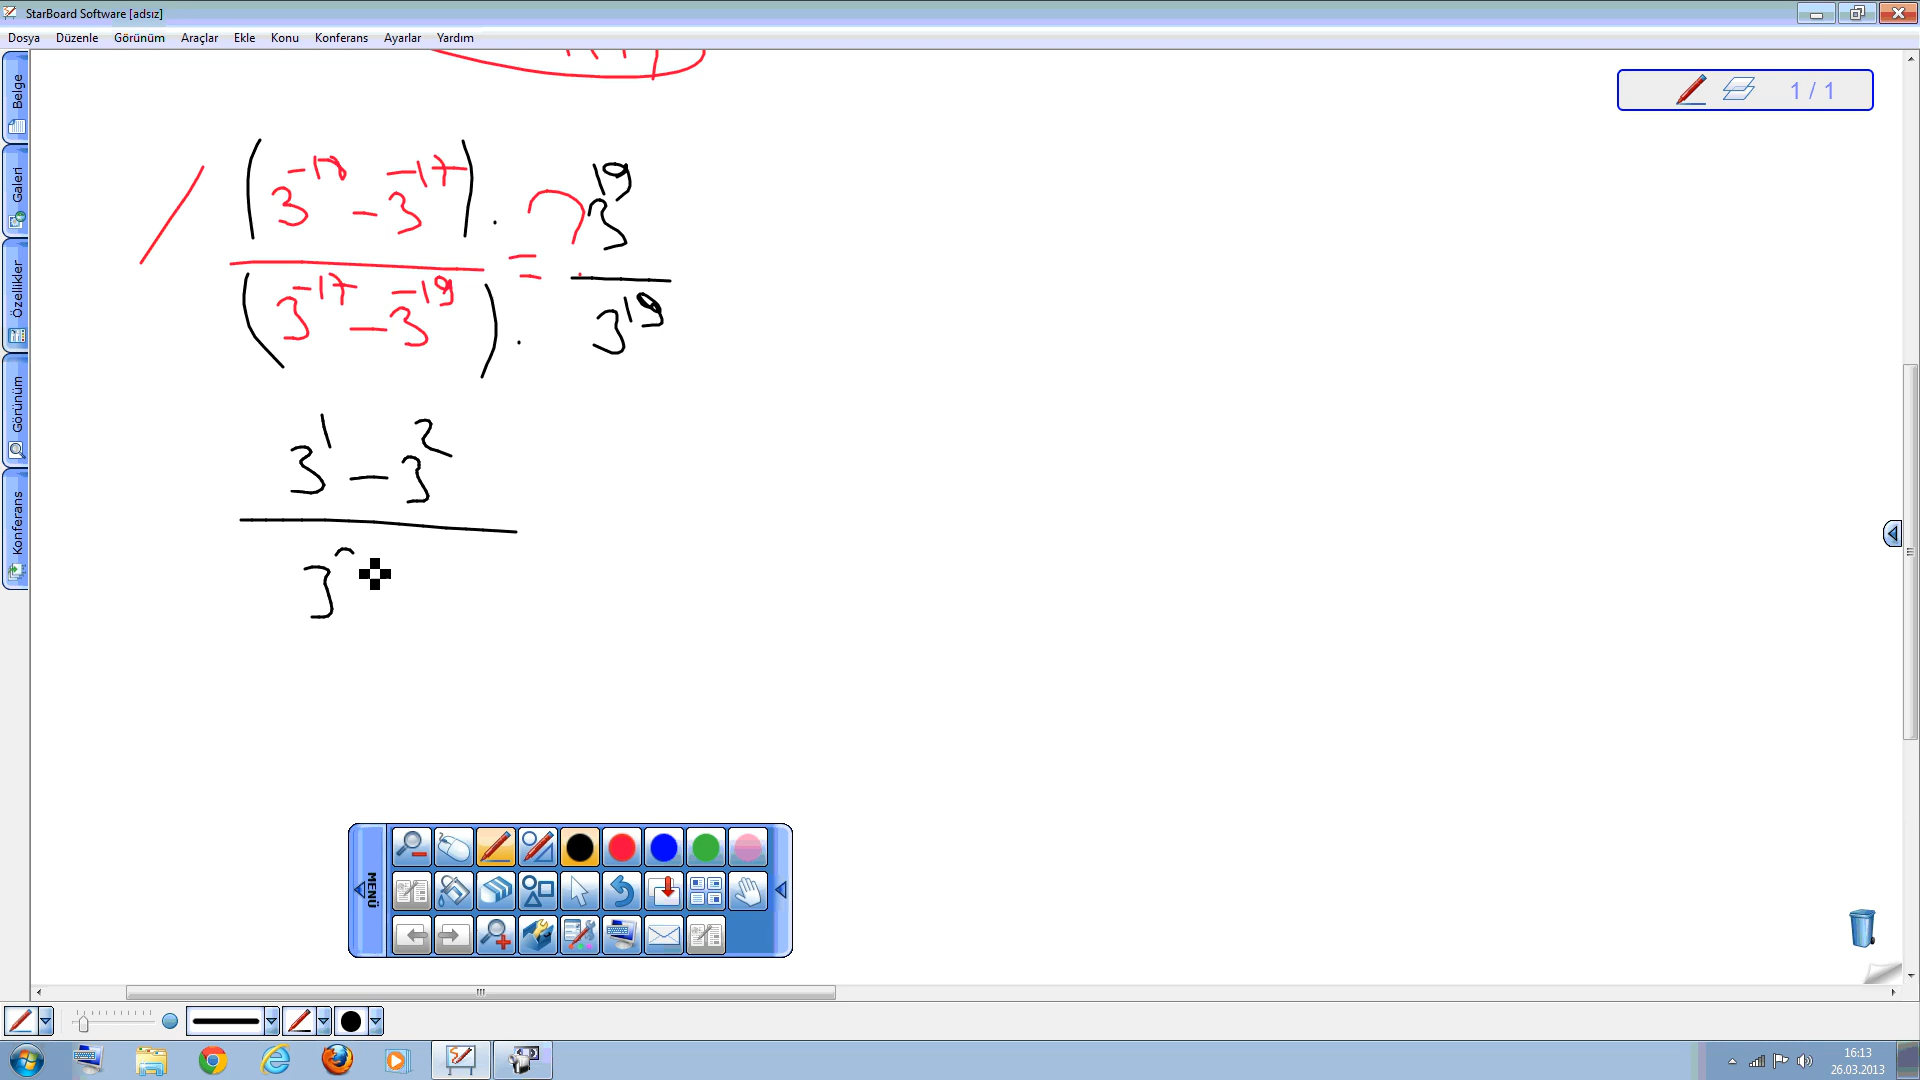 StarBoard Software [adsız]
Dosya Düzenle Görünüm Araçlar Ekle Konu Konferans Ayarlar Yardım
Belge
Galeri
Özellikler
Görünüm
Konferans
1 / 1
(3^-18 - 3^-17) . 3^19
= ?
(3^-17 - 3^-19) . 3^19
3^1 - 3^2
3
MENÜ
16:13
26.03.2013